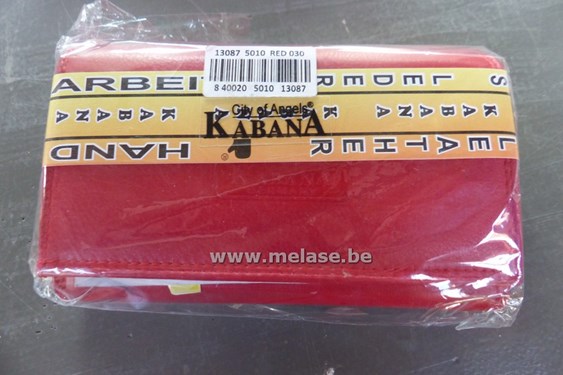 13087 5010 RED 030
8 40020 5010 13087
ARBEIT
LEDER
S
KABANA
KABANA
City of Angels®
KABANA
®
HAND
LEATHER
www.melase.be